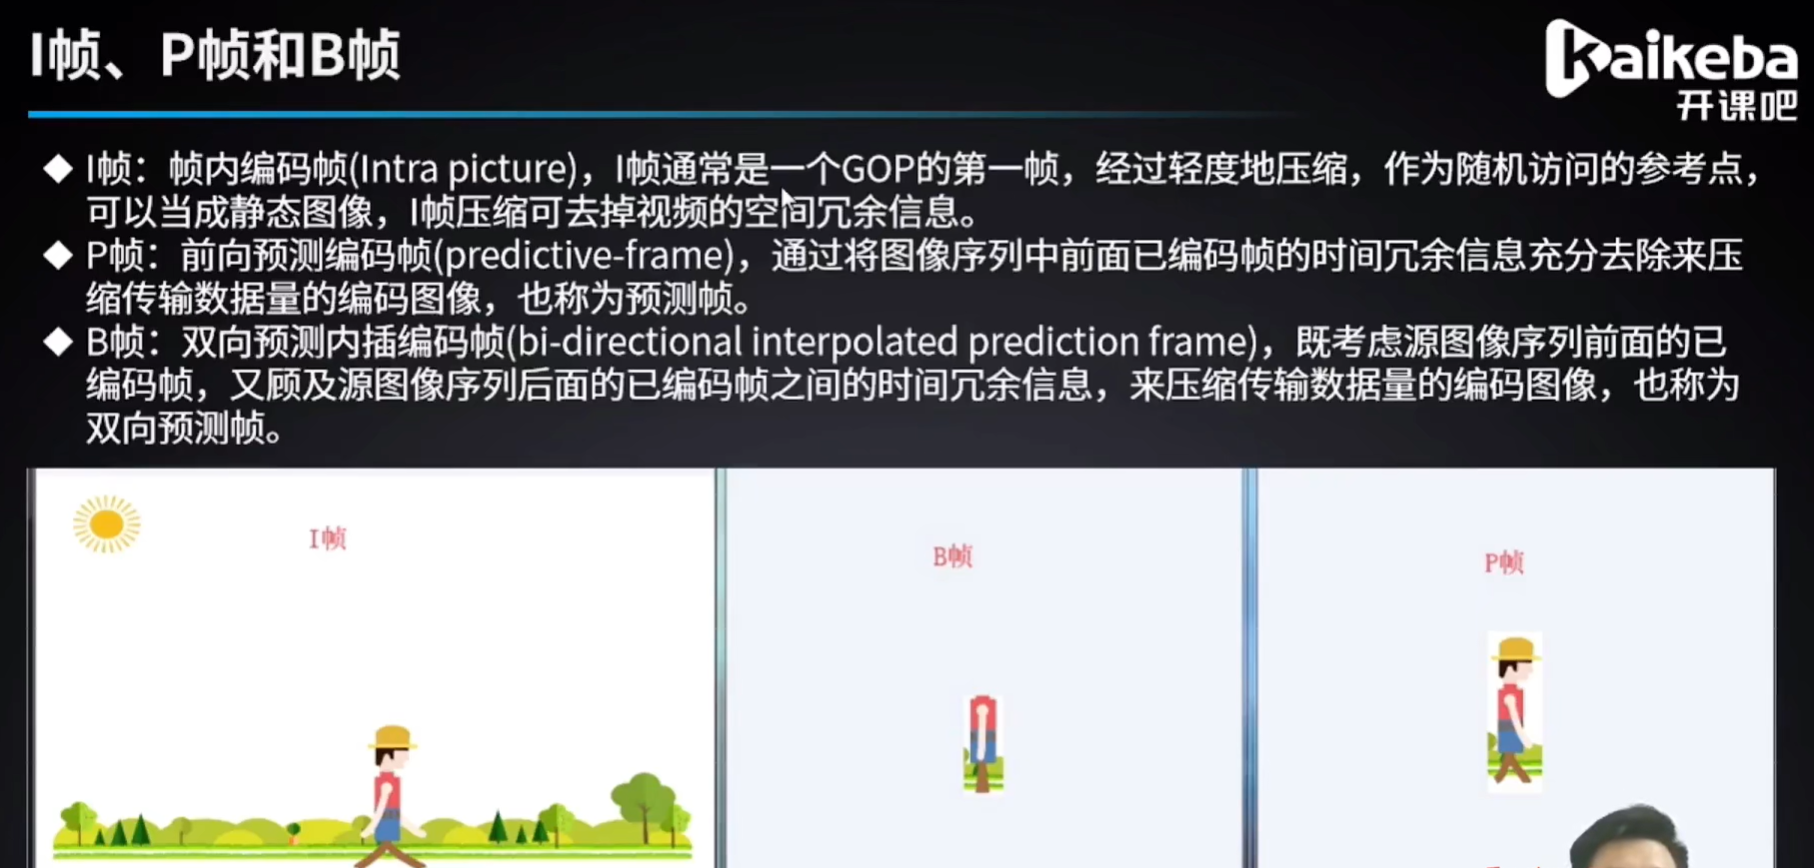 I帧、P帧和B帧
Kaikeba
开课吧
◆ I帧：帧内编码帧(Intra picture)，I帧通常是一个GOP的第一帧，经过轻度地压缩，作为随机访问的参考点，
可以当成静态图像，I帧压缩可去掉视频的空间冗余信息。
◆ P帧：前向预测编码帧(predictive-frame)，通过将图像序列中前面已编码帧的时间冗余信息充分去除来压
缩传输数据量的编码图像，也称为预测帧。
◆ B帧：双向预测内插编码帧(bi-directional interpolated prediction frame)，既考虑源图像序列前面的已
编码帧，又顾及源图像序列后面的已编码帧之间的时间冗余信息，来压缩传输数据量的编码图像，也称为
双向预测帧。
I帧
B帧
P帧